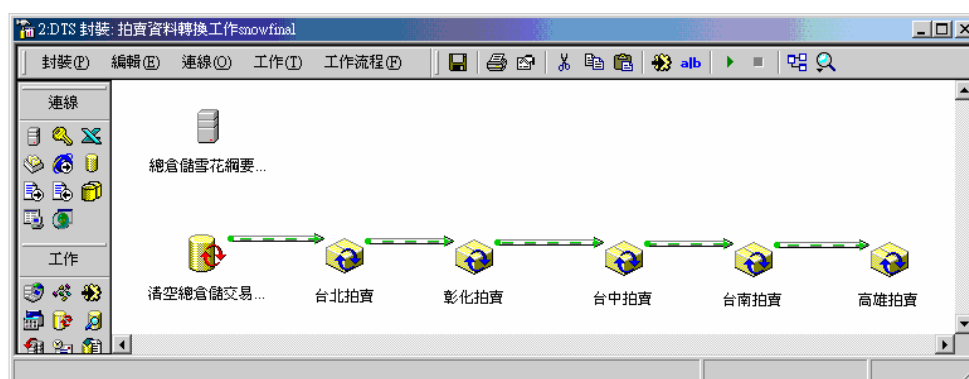 2:DTS 封裝: 拍賣資料轉換工作snowfinal
封裝(P) 編輯(E) 連線(O) 工作(T) 工作流程(F)
alb
連線
總倉儲雪花綱要...
工作
清空總倉儲交易...
台北拍賣
彰化拍賣
台中拍賣
台南拍賣
高雄拍賣